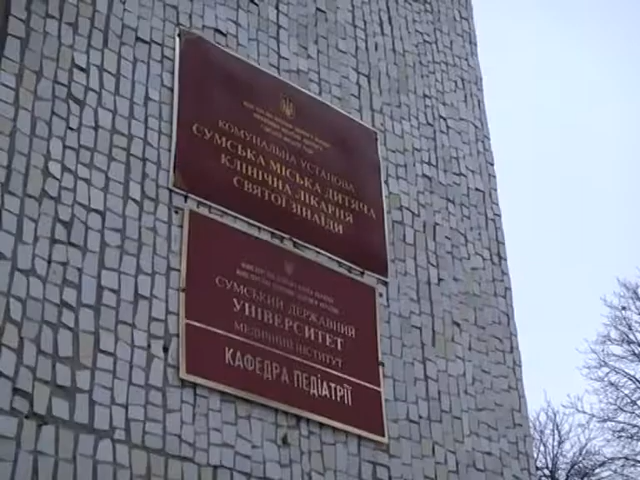 КОМУНАЛЬНА УСТАНОВА
СУМСЬКА МІСЬКА ДИТЯЧА
КЛІНІЧНА ЛІКАРНЯ
СВЯТОЇ ЗІНАЇДИ
СУМСЬКИЙ ДЕРЖАВНИЙ
УНІВЕРСИТЕТ
МЕДИЧНИЙ ІНСТИТУТ
КАФЕДРА ПЕДІАТРІЇ